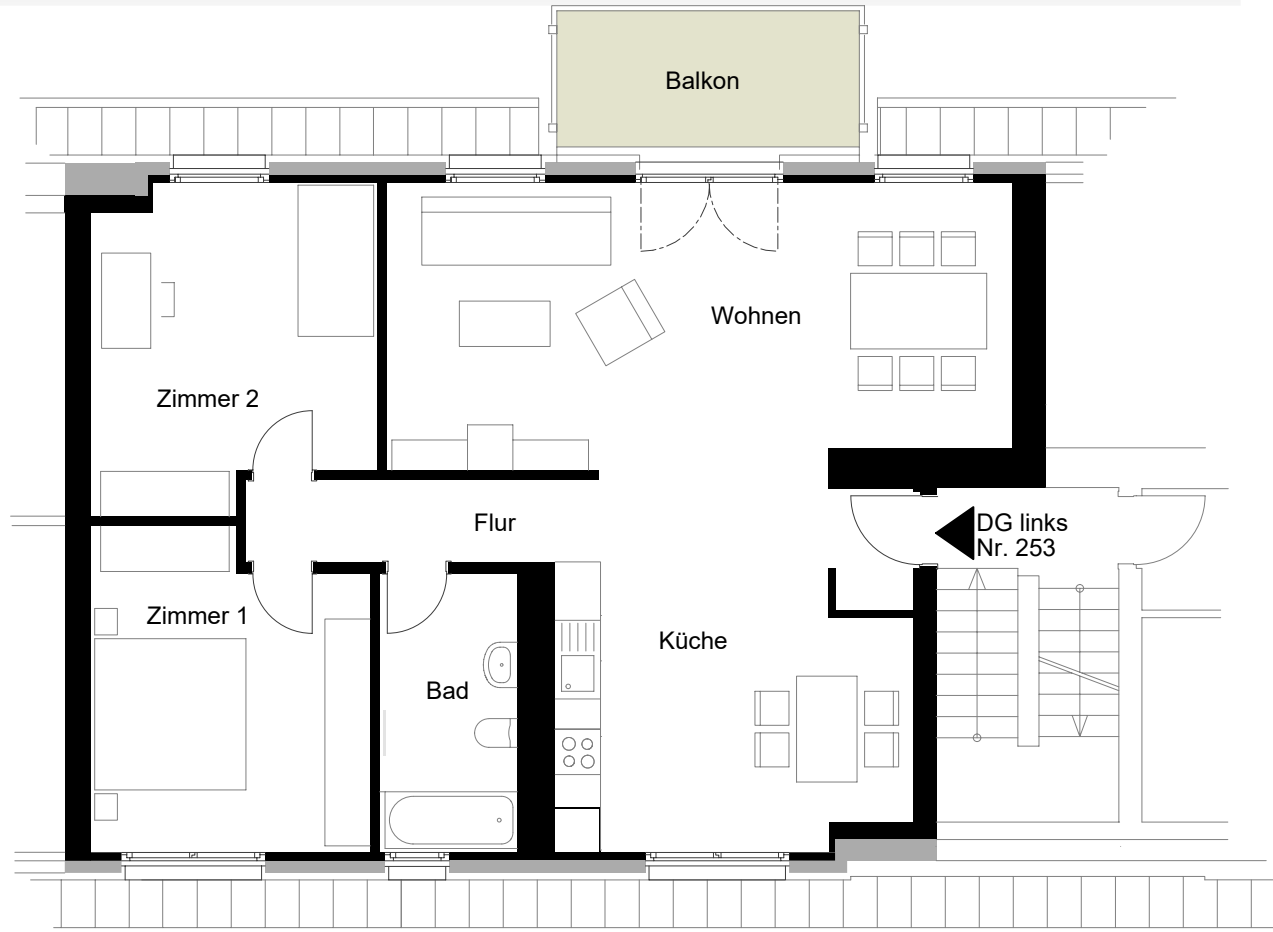 Balkon
Wohnen
Zimmer 2
Flur
DG links
Nr. 253
Zimmer 1
Küche
Bad